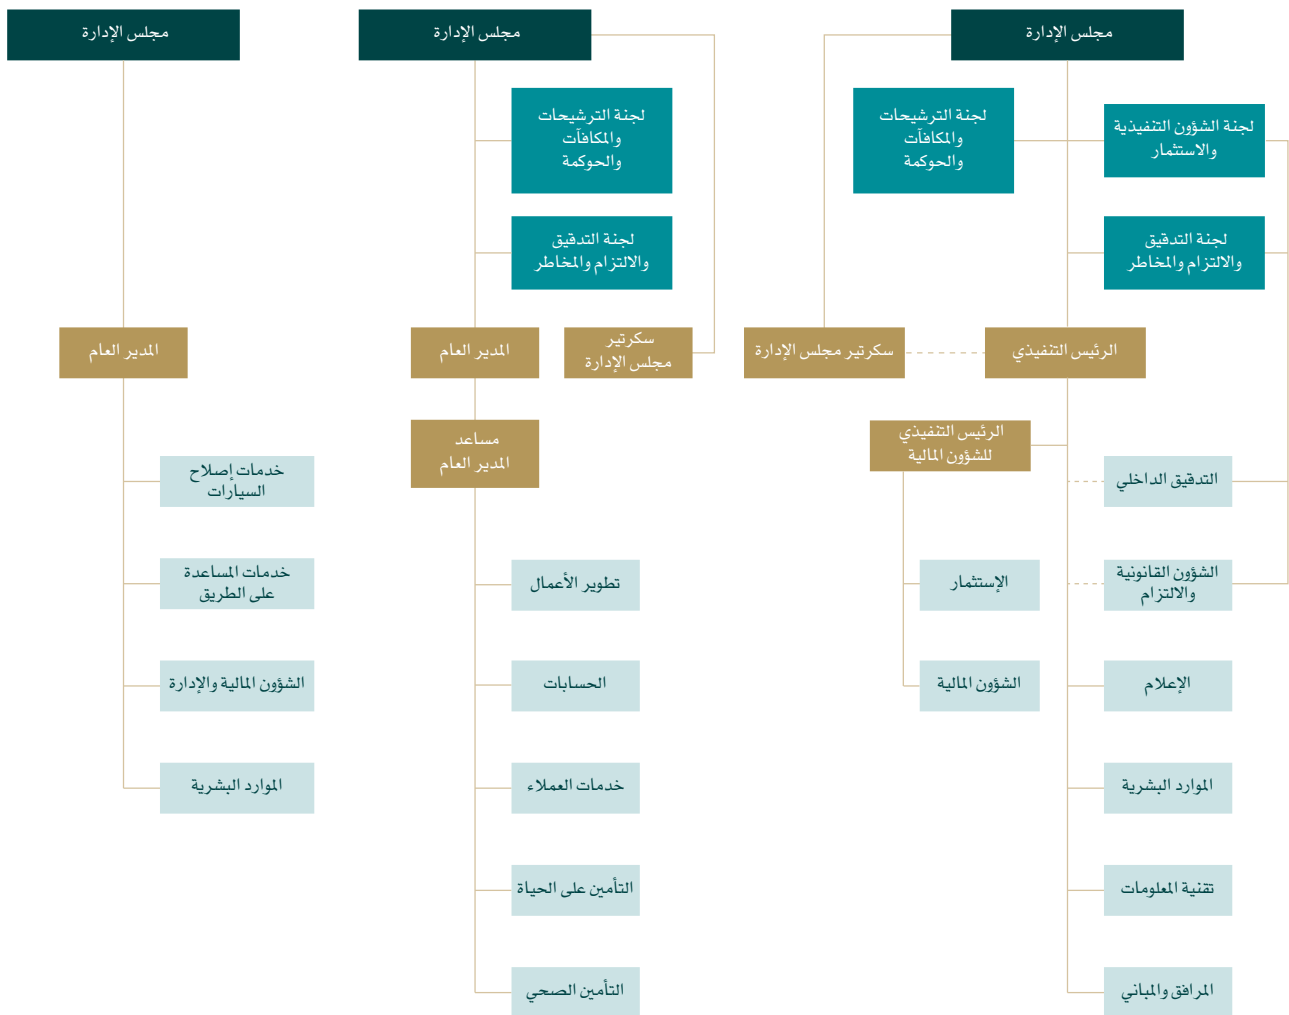 مجلس الإدارة
لجنة الشؤون التنفيذية
والاستثمار
لجنة الترشيحات
والمكافآت
والحوكمة
لجنة التدقيق
والالتزام والمخاطر
الرئيس التنفيذي
سكرتير مجلس الإدارة
الرئيس التنفيذي
للشؤون المالية
التدقيق الداخلي
الشؤون القانونية
والالتزام
الإستثمار
الإعلام
الشؤون المالية
الموارد البشرية
تقنية المعلومات
المرافق والمباني
مجلس الإدارة
لجنة الترشيحات
والمكافآت
والحوكمة
لجنة التدقيق
والالتزام والمخاطر
سكرتير
مجلس الإدارة
المدير العام
مساعد
المدير العام
تطوير الأعمال
الحسابات
خدمات العملاء
التأمين على الحياة
التأمين الصحي
مجلس الإدارة
المدير العام
خدمات إصلاح
السيارات
خدمات المساعدة
على الطريق
الشؤون المالية والإدارة
الموارد البشرية